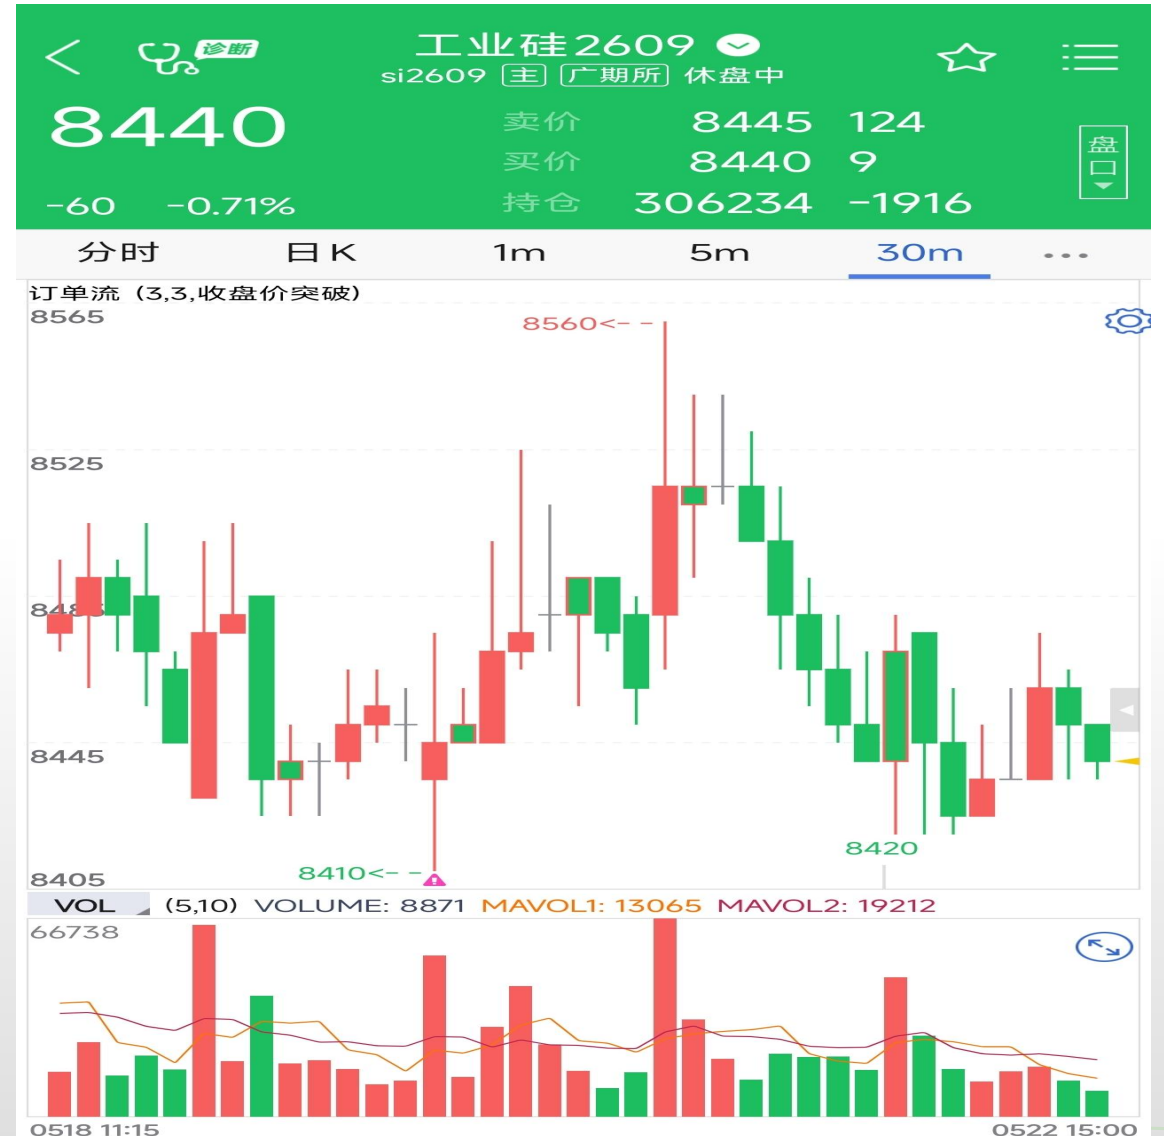 诊断 工业硅2609
si2609 主 广期所 休盘中
8440 卖价 8445 124
买价 8440 9
盘口
-60 -0.71% 持仓 306234 -1916
分时 日K 1m 5m 30m
订单流 (3,3,收盘价突破)
8565
8560<--
8525
8485
8445
8420
8410<--
8405
VOL (5,10) VOLUME: 8871 MAVOL1: 13065 MAVOL2: 19212
66738
0518 11:15 0522 15:00